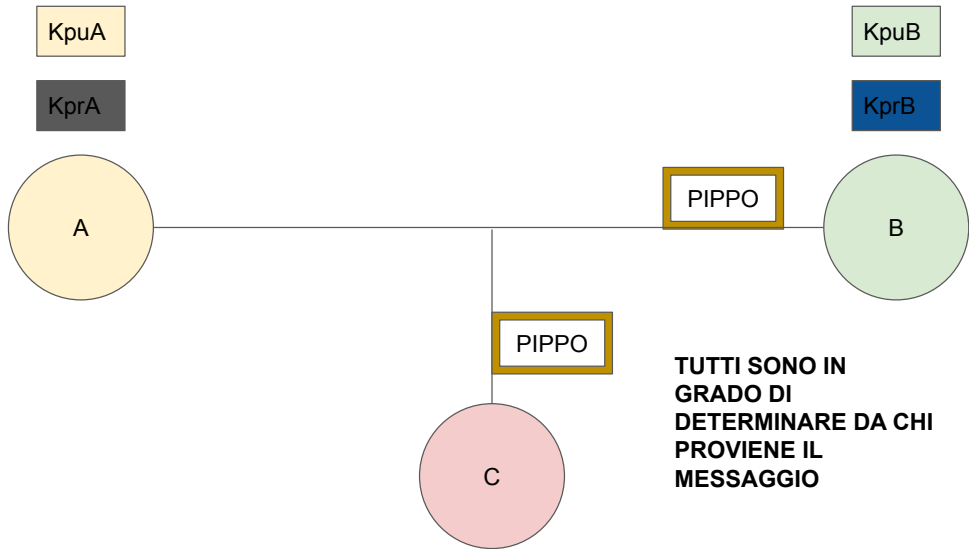 KpuA
KpuB
KprA
KprB
PIPPO
A
B
PIPPO
TUTTI SONO IN
GRADO DI
DETERMINARE DA CHI
PROVIENE IL
MESSAGGIO
C